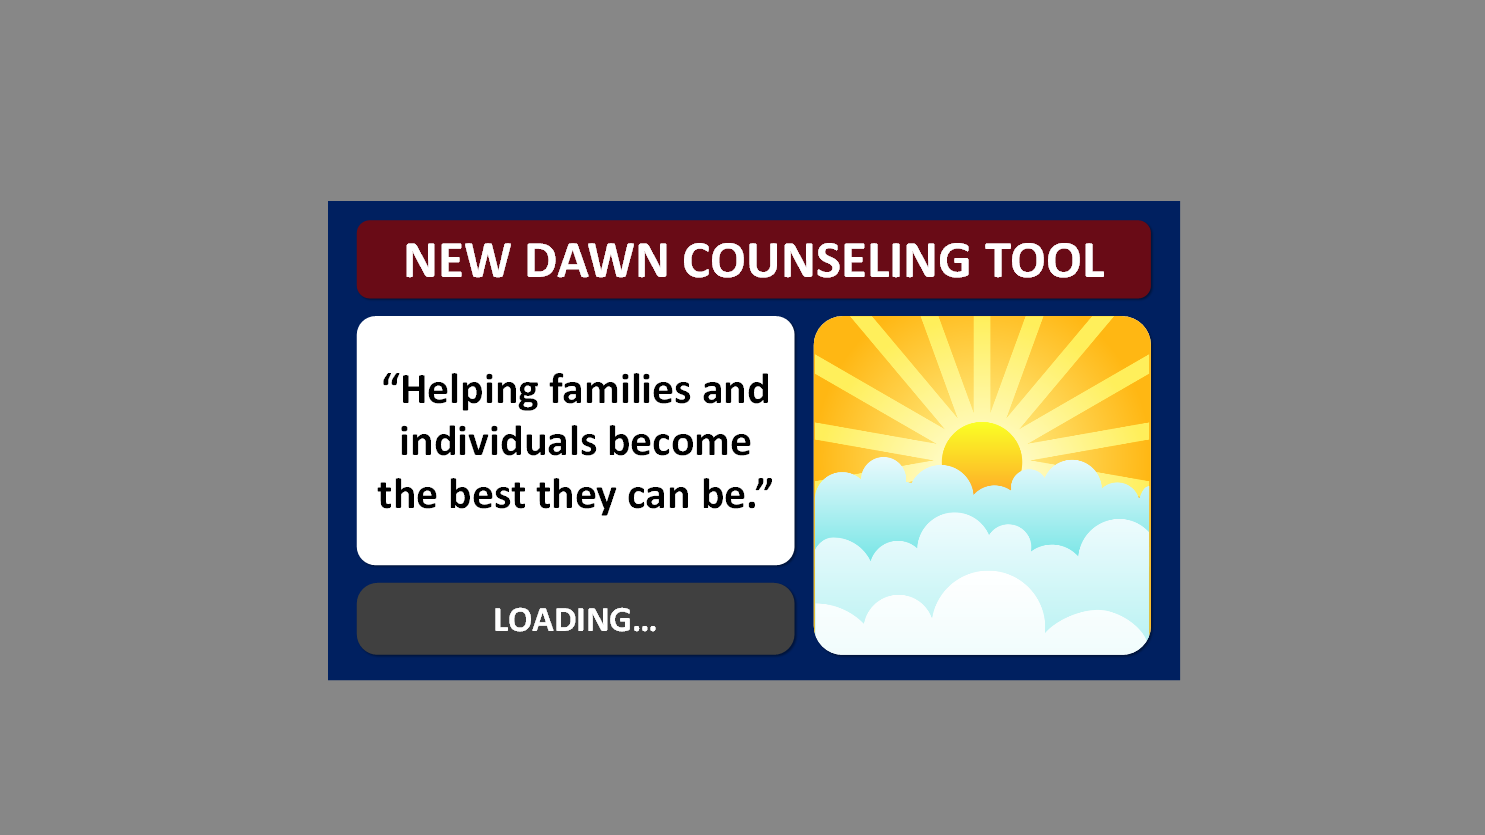 NEW DAWN COUNSELING TOOL
“Helping families and
individuals become
the best they can be.”
LOADING...